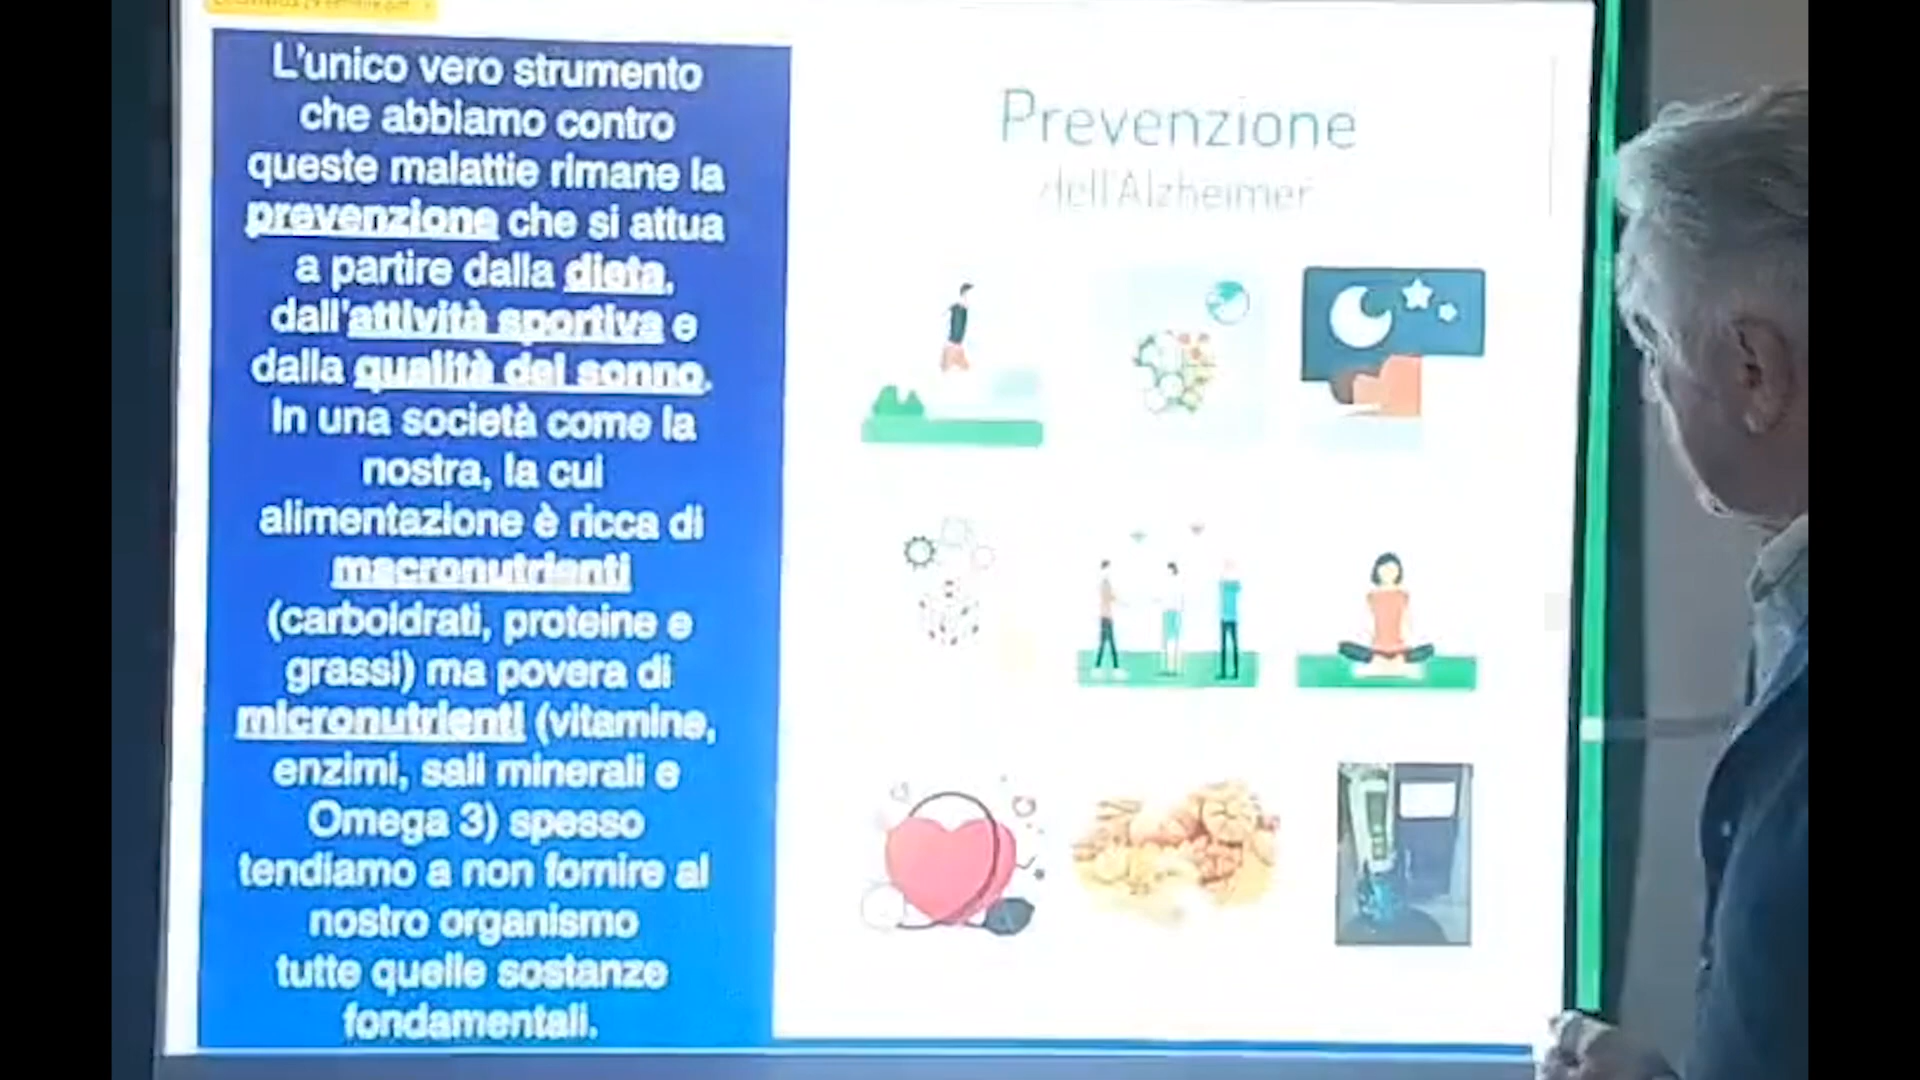 L'unico vero strumento
che abbiamo contro
queste malattie rimane la
prevenzione che si attua
a partire dalla dieta,
dall'attività sportiva e
dalla qualità del sonno.
In una società come la
nostra, la cui
alimentazione è ricca di
macronutrienti
(carboidrati, proteine e
grassi) ma povera di
micronutrienti (vitamine,
enzimi, sali minerali e
Omega 3) spesso
tendiamo a non fornire al
nostro organismo
tutte quelle sostanze
fondamentali.
Prevenzione
dell'Alzheimer